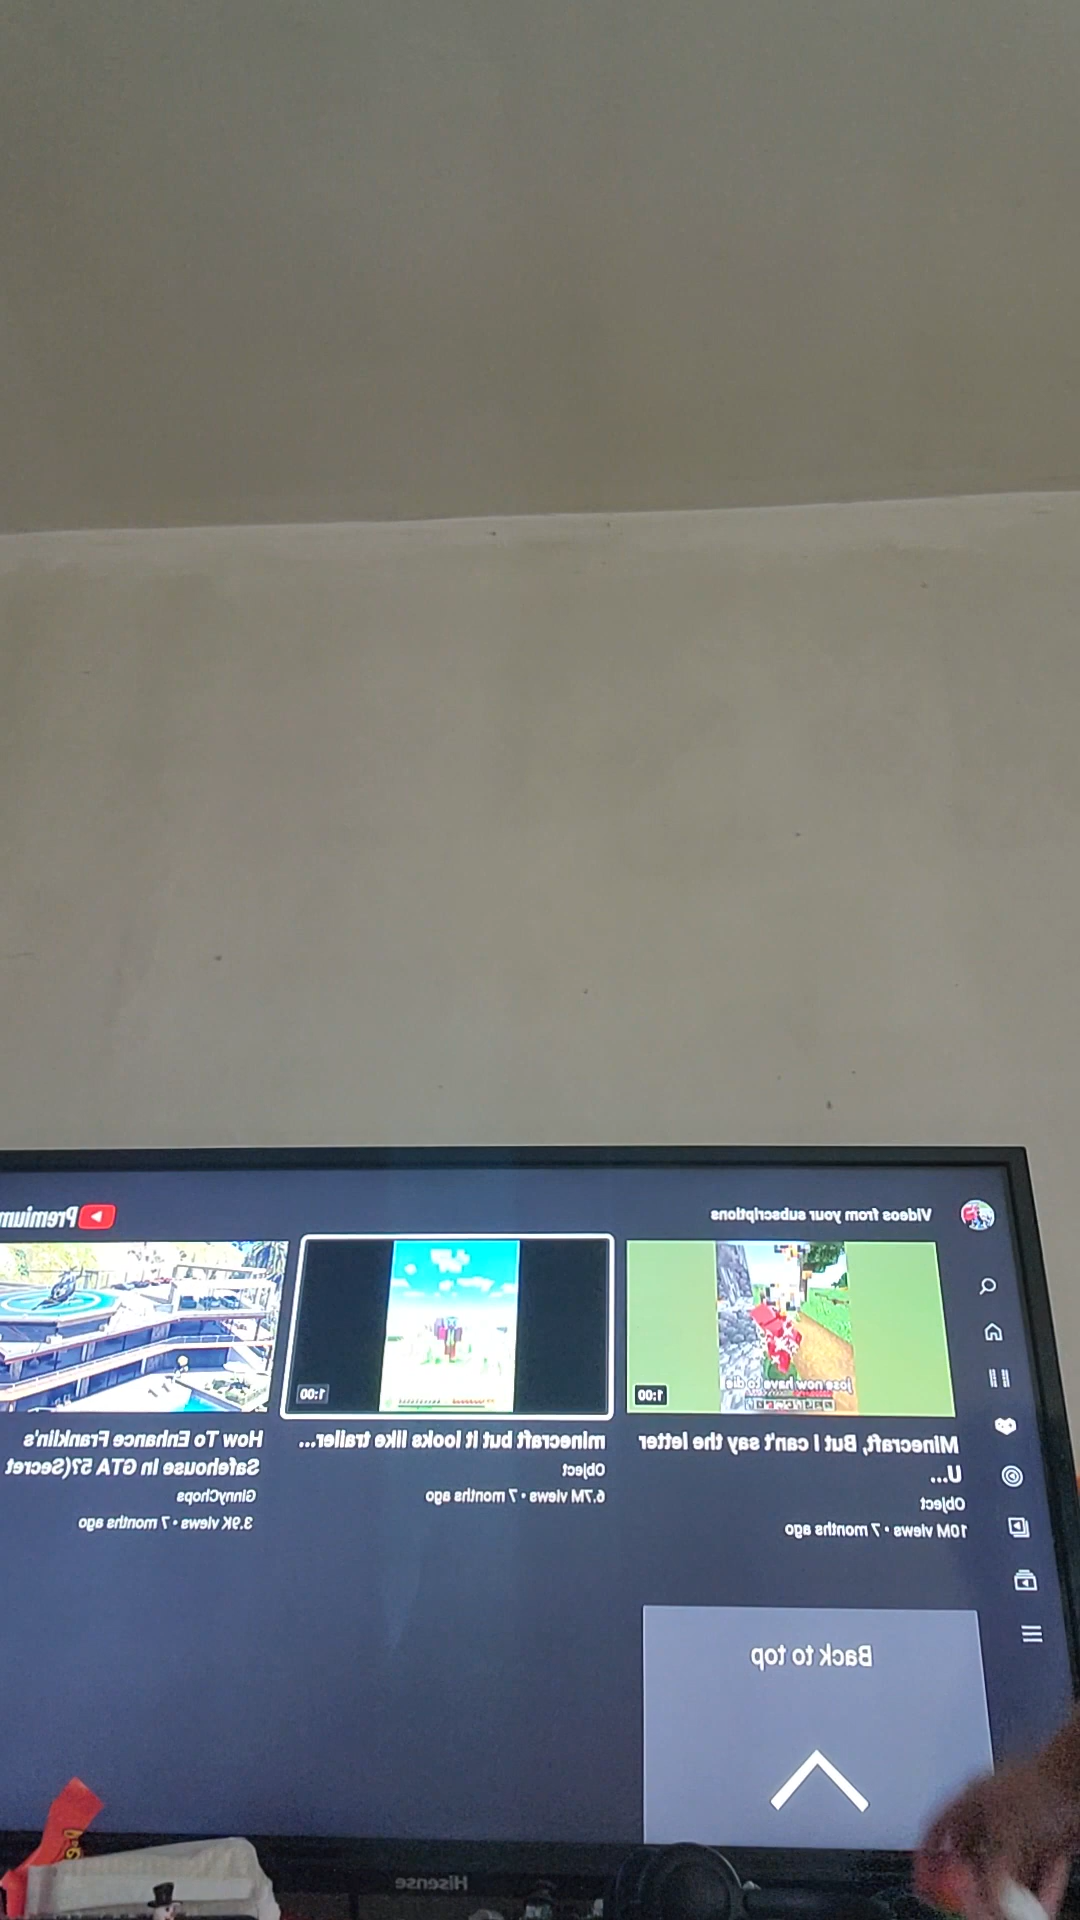 Videos from your subscriptions
Premium
josa now have to die
1:00
1:00
Minecraft, But I can't say the letter
U...
Object
10M views • 7 months ago
minecraft but it looks like trailer...
Object
6.7M views • 7 months ago
How To Enhance Franklin's
Safehouse In GTA 5?(Secret
GinnyChops
3.9K views • 7 months ago
Back to top
Hisense